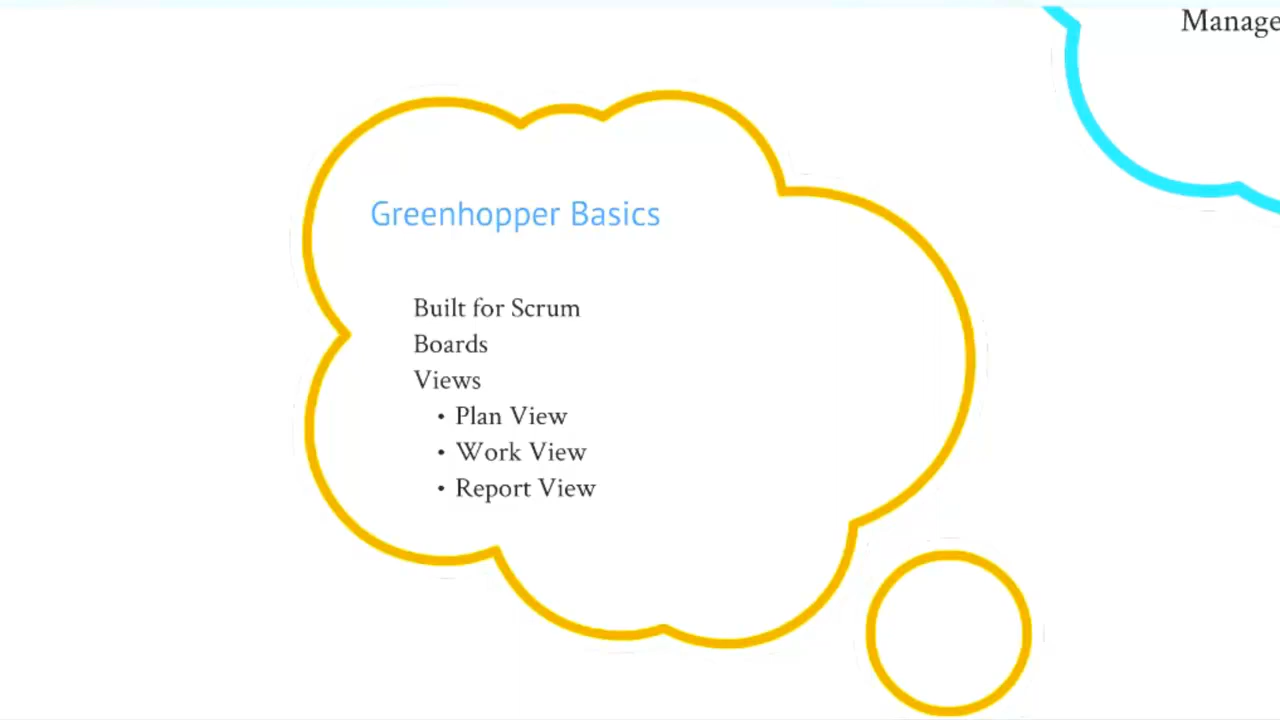 Manage
Greenhopper Basics
Built for Scrum
Boards
Views
• Plan View
• Work View
• Report View